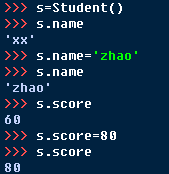 >>> s=Student()
>>> s.name
'xx'
>>> s.name='zhao'
>>> s.name
'zhao'
>>> s.score
60
>>> s.score=80
>>> s.score
80